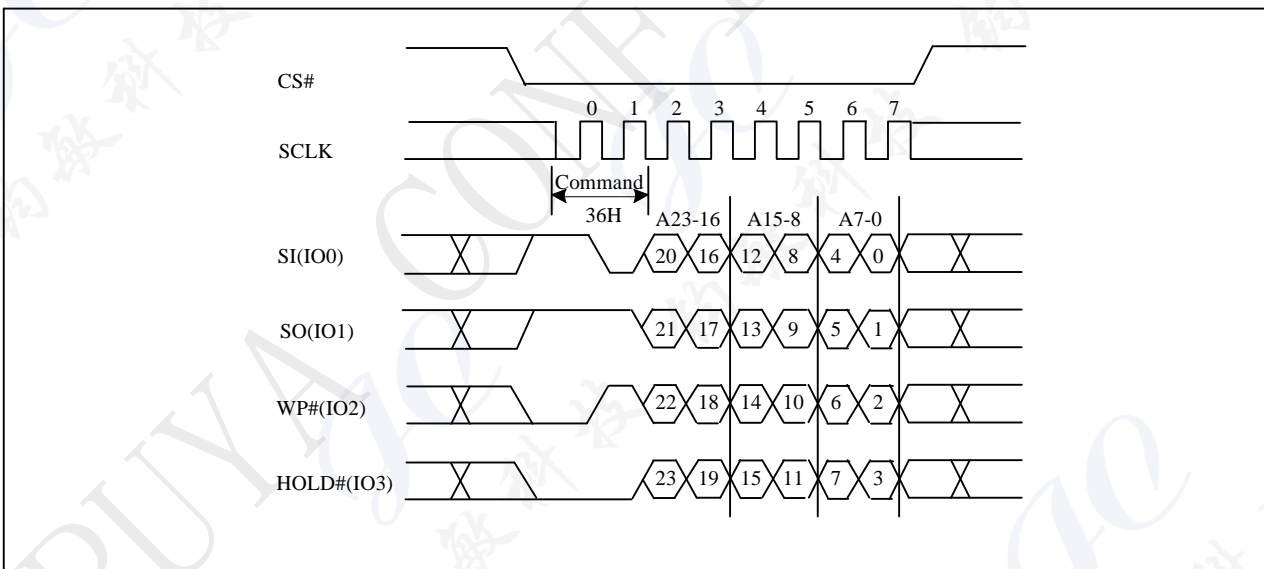 PUYA CONF
CS#
0 1 2 3 4 5 6 7
SCLK
Command
36H
A23-16 A15-8 A7-0
SI(IO0) 20 16 12 8 4 0
SO(IO1) 21 17 13 9 5 1
WP#(IO2) 22 18 14 10 6 2
HOLD#(IO3) 23 19 15 11 7 3